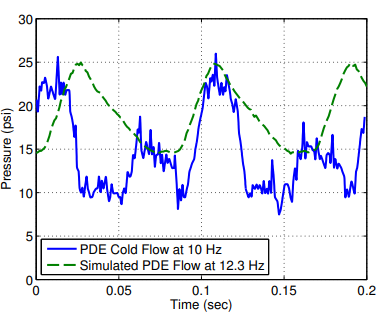 30
25
20
15
10
5
0
Pressure (psi)
PDE Cold Flow at 10 Hz
Simulated PDE Flow at 12.3 Hz
0 0.05 0.1 0.15 0.2
Time (sec)